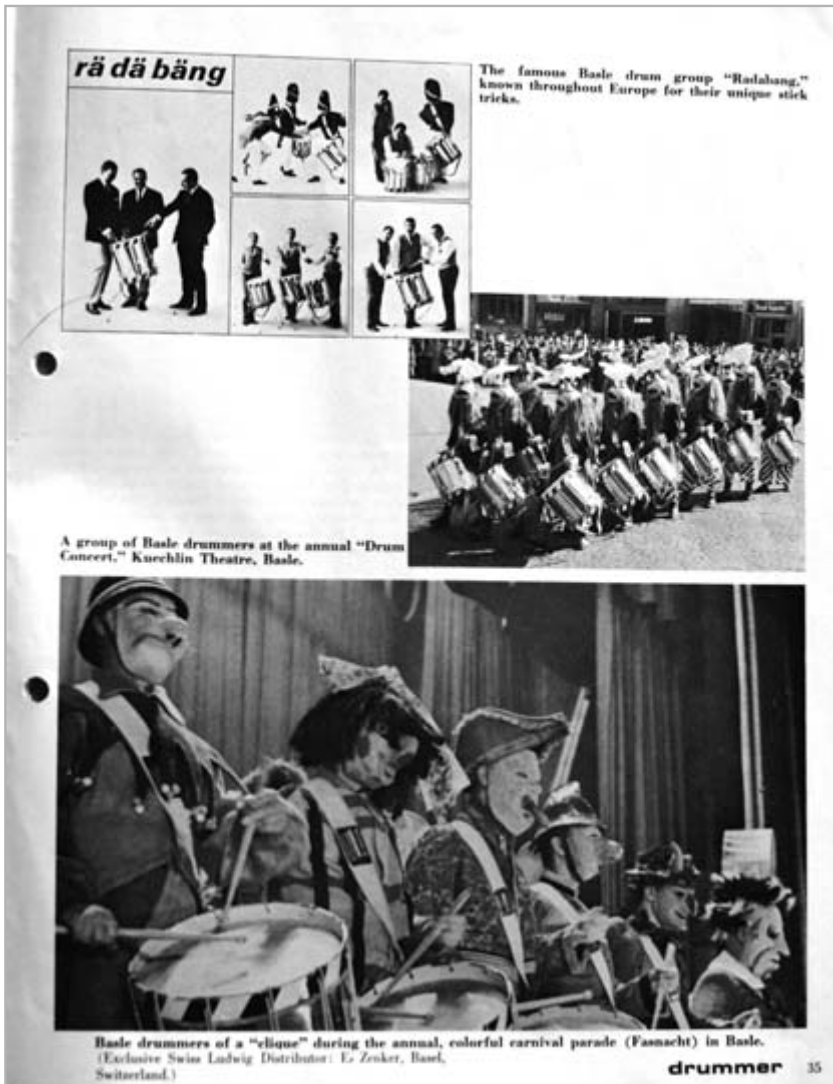 rä dä bäng
The famous Basle drum group "Radabang,"
known throughout Europe for their unique stick
tricks.
A group of Basle drummers at the annual "Drum
Concert," Kuechlin Theatre, Basle.
Basle drummers of a "clique" during the annual, colorful carnival parade (Fasnacht) in Basle.
(Exclusive Swiss Ludwig Distributor: E. Zenker, Basel,
Switzerland.)
drummer 35